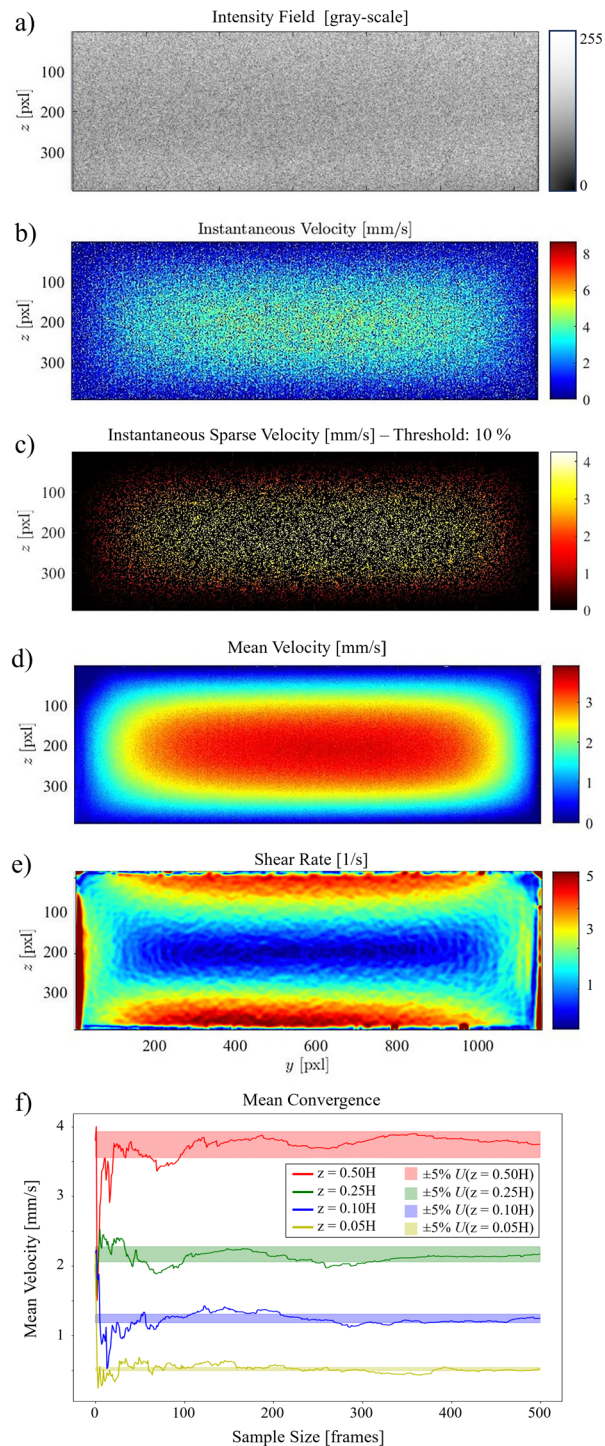 a)
Intensity Field [gray-scale]
z [pxl]
100
200
300
255
0
b)
Instantaneous Velocity [mm/s]
z [pxl]
100
200
300
8
6
4
2
0
c)
Instantaneous Sparse Velocity [mm/s] – Threshold: 10 %
z [pxl]
100
200
300
4
3
2
1
0
d)
Mean Velocity [mm/s]
z [pxl]
100
200
300
3
2
1
0
e)
Shear Rate [1/s]
z [pxl]
100
200
300
5
4
3
2
1
200 400 600 800 1000
y [pxl]
f)
Mean Convergence
Mean Velocity [mm/s]
4
3
2
1
z = 0.50H
z = 0.25H
z = 0.10H
z = 0.05H
±5% U(z = 0.50H)
±5% U(z = 0.25H)
±5% U(z = 0.10H)
±5% U(z = 0.05H)
0 100 200 300 400 500
Sample Size [frames]